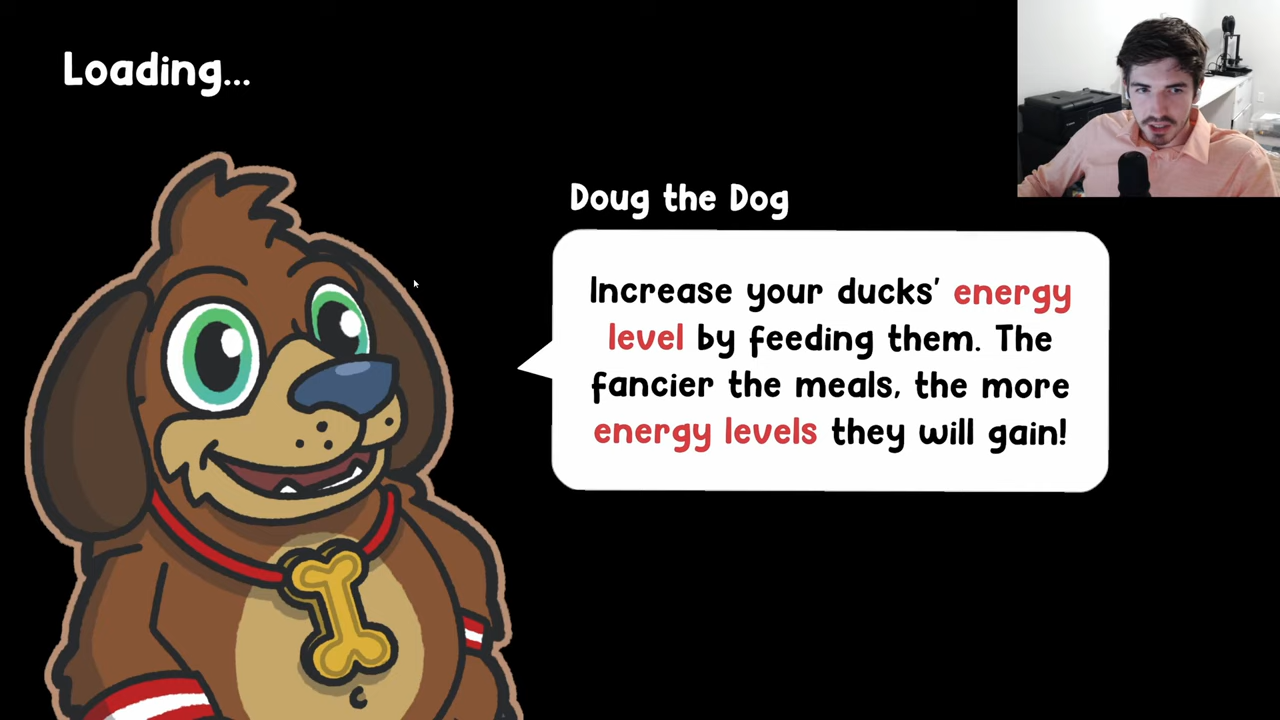 Loading...
Doug the Dog
Increase your ducks' energy
level by feeding them. The
fancier the meals, the more
energy levels they will gain!